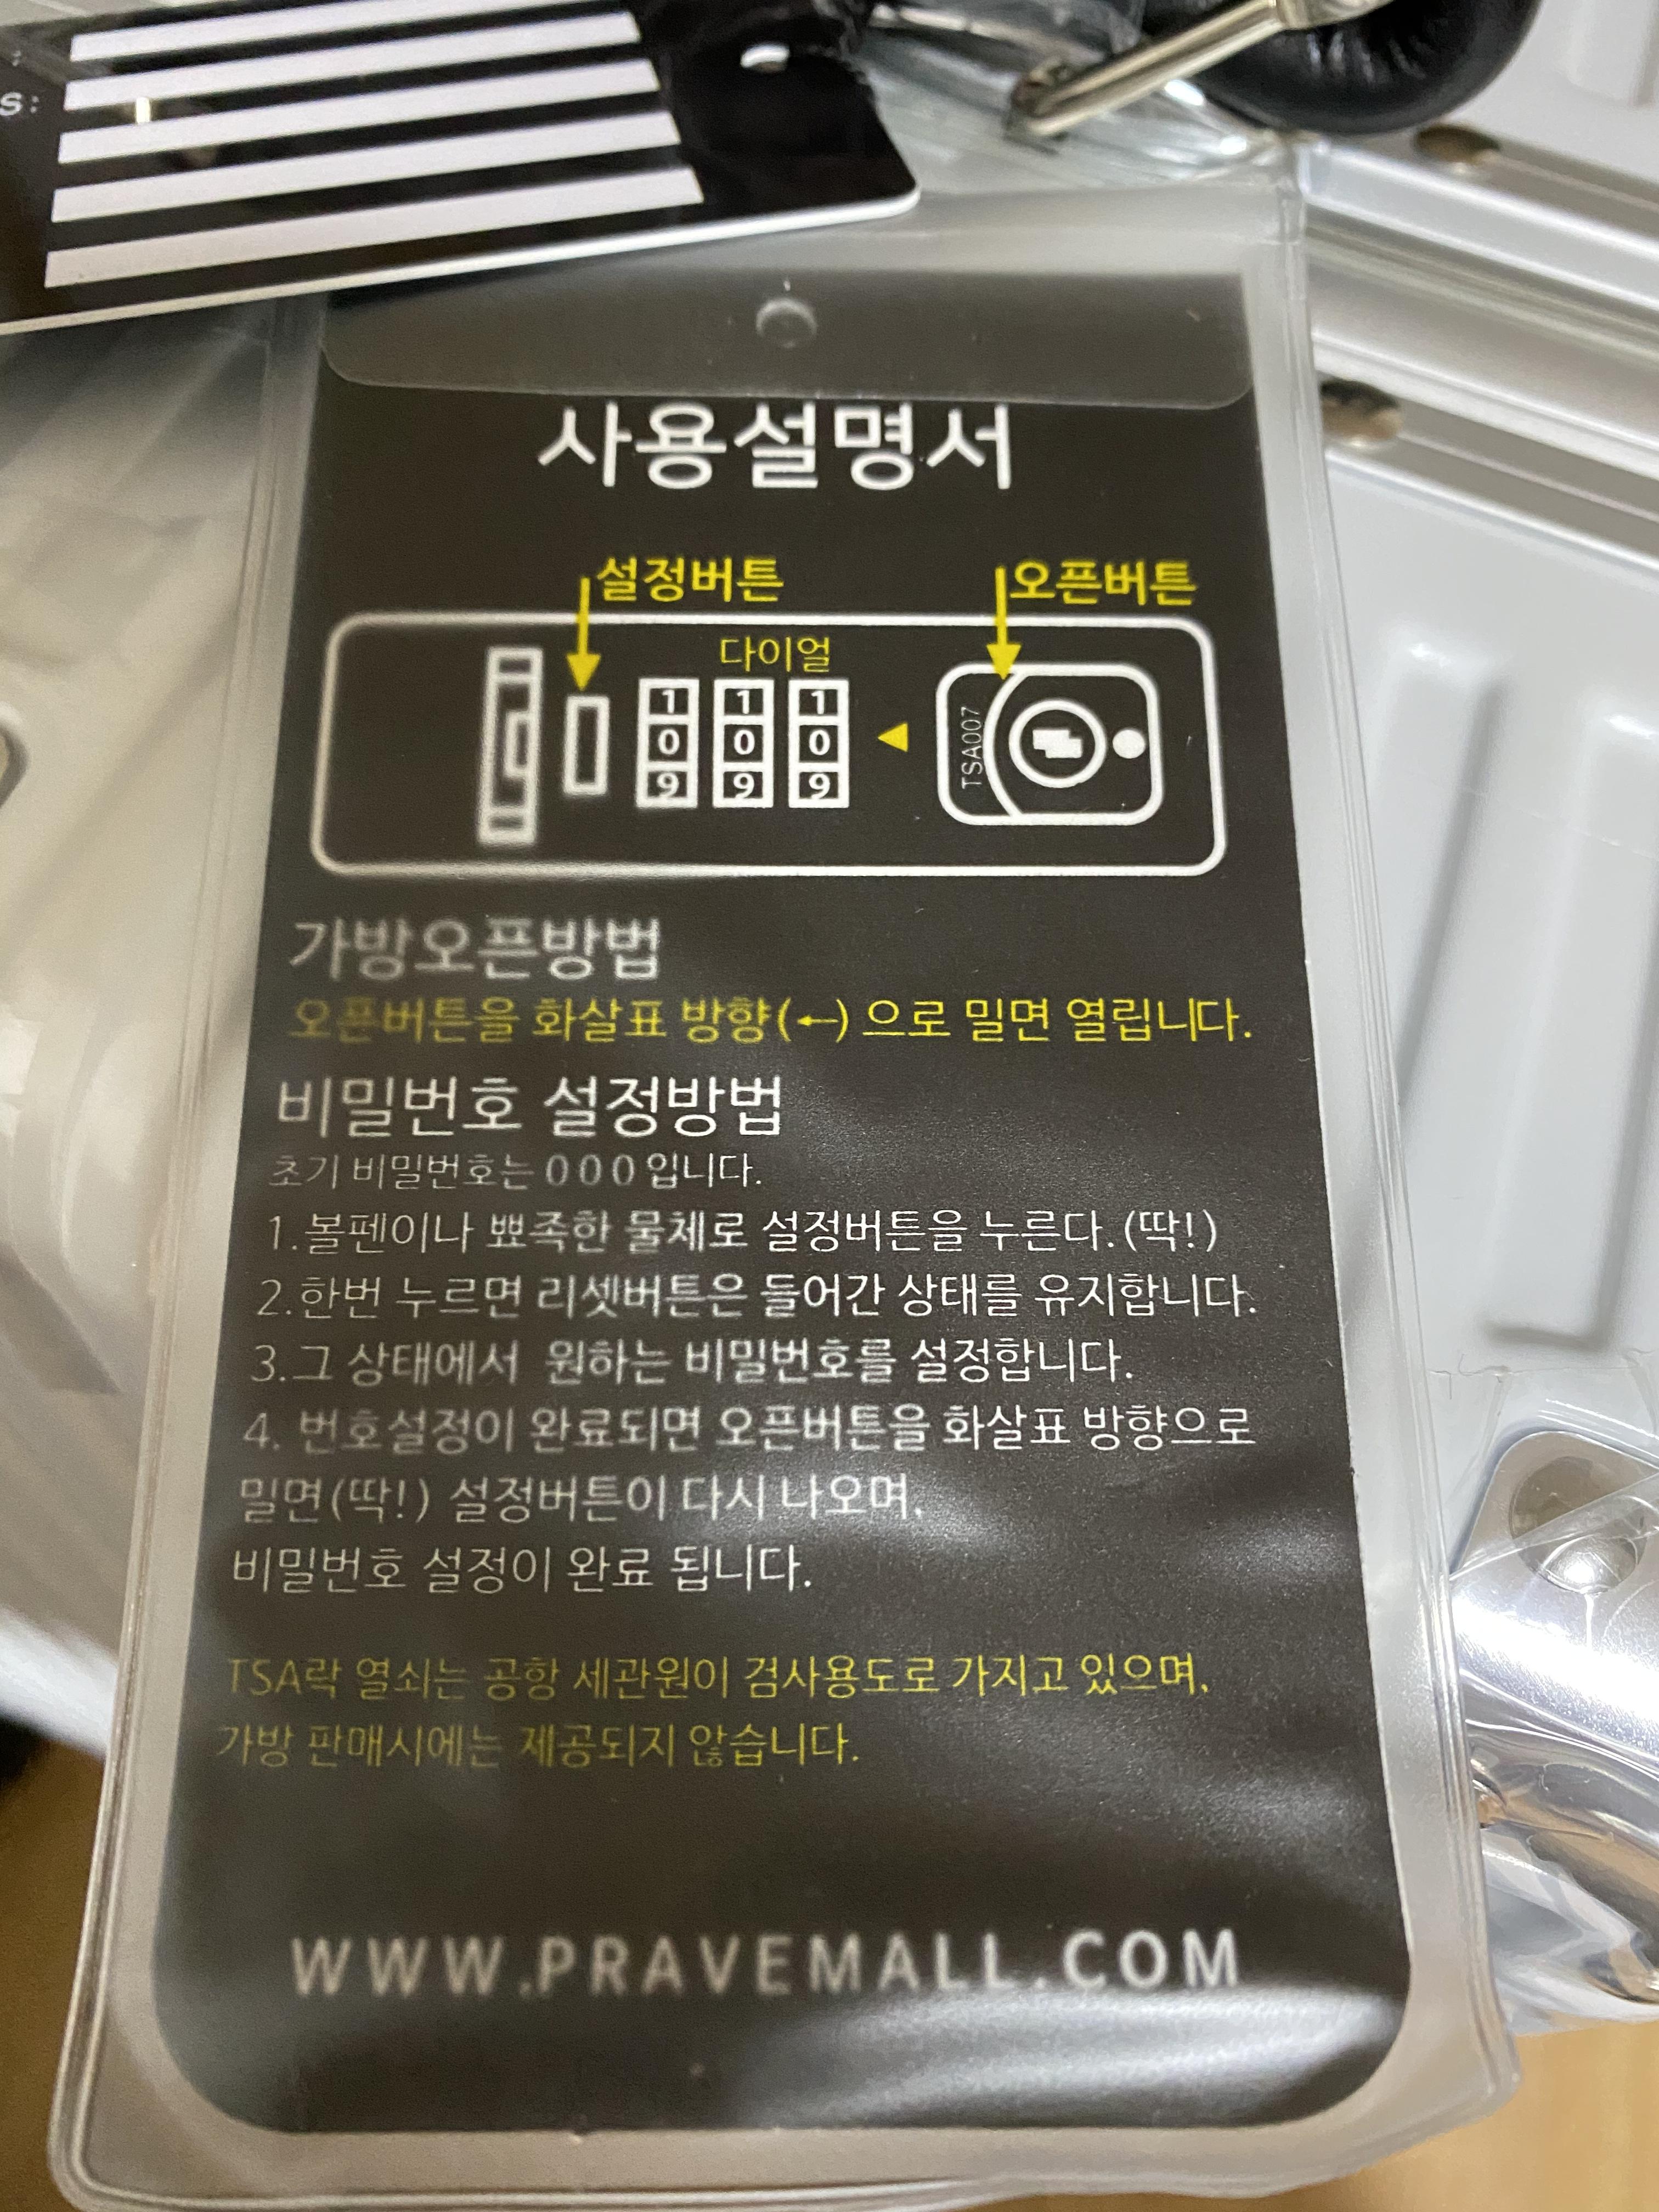 S:
사용설명서
설정버튼 오픈버튼
다이얼
1 1 1
0 0 0
9 9 9
TSA007
가방오픈방법
오픈버튼을 화살표 방향(←) 으로 밀면 열립니다.
비밀번호 설정방법
초기 비밀번호는 0 0 0 입니다.
1.볼펜이나 뾰족한 물체로 설정버튼을 누른다.(딱!)
2.한번 누르면 리셋버튼은 들어간 상태를 유지합니다.
3.그 상태에서 원하는 비밀번호를 설정합니다.
4. 번호설정이 완료되면 오픈버튼을 화살표 방향으로
밀면(딱!) 설정버튼이 다시 나오며,
비밀번호 설정이 완료 됩니다.
TSA락 열쇠는 공항 세관원이 검사용도로 가지고 있으며,
가방 판매시에는 제공되지 않습니다.
WWW.PRAVEMALL.COM